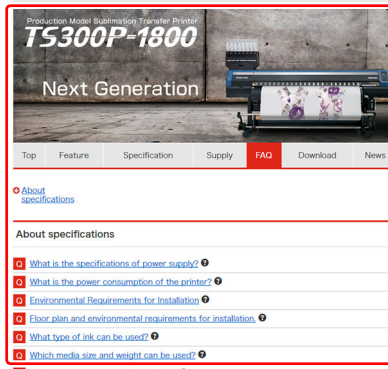 Production Model Sublimation Transfer Printer
TS300P-1800
Next Generation
Top Feature Specification Supply FAQ Download News
About
specifications
About specifications
Q What is the specifications of power supply? ?
Q What is the power consumption of the printer? ?
Q Environmental Requirements for Installation ?
Q Floor plan and environmental requirements for installation. ?
Q What type of ink can be used? ?
Q Which media size and weight can be used? ?